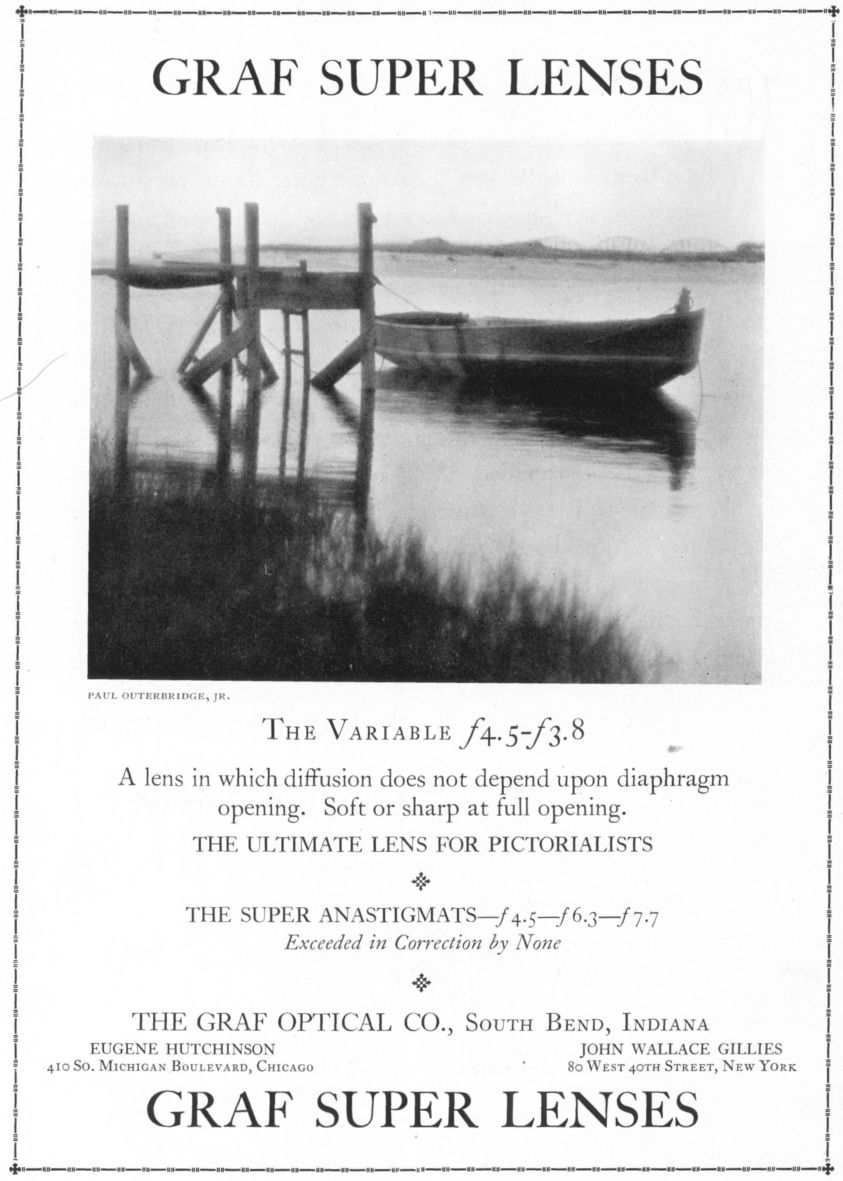 GRAF SUPER LENSES
PAUL OUTERBRIDGE, JR.
THE VARIABLE f4.5-f3.8
A lens in which diffusion does not depend upon diaphragm
opening. Soft or sharp at full opening.
THE ULTIMATE LENS FOR PICTORIALISTS
THE SUPER ANASTIGMATS—f4.5—f6.3—f7.7
Exceeded in Correction by None
THE GRAF OPTICAL CO., SOUTH BEND, INDIANA
EUGENE HUTCHINSON
410 SO. MICHIGAN BOULEVARD, CHICAGO
JOHN WALLACE GILLIES
80 WEST 40TH STREET, NEW YORK
GRAF SUPER LENSES